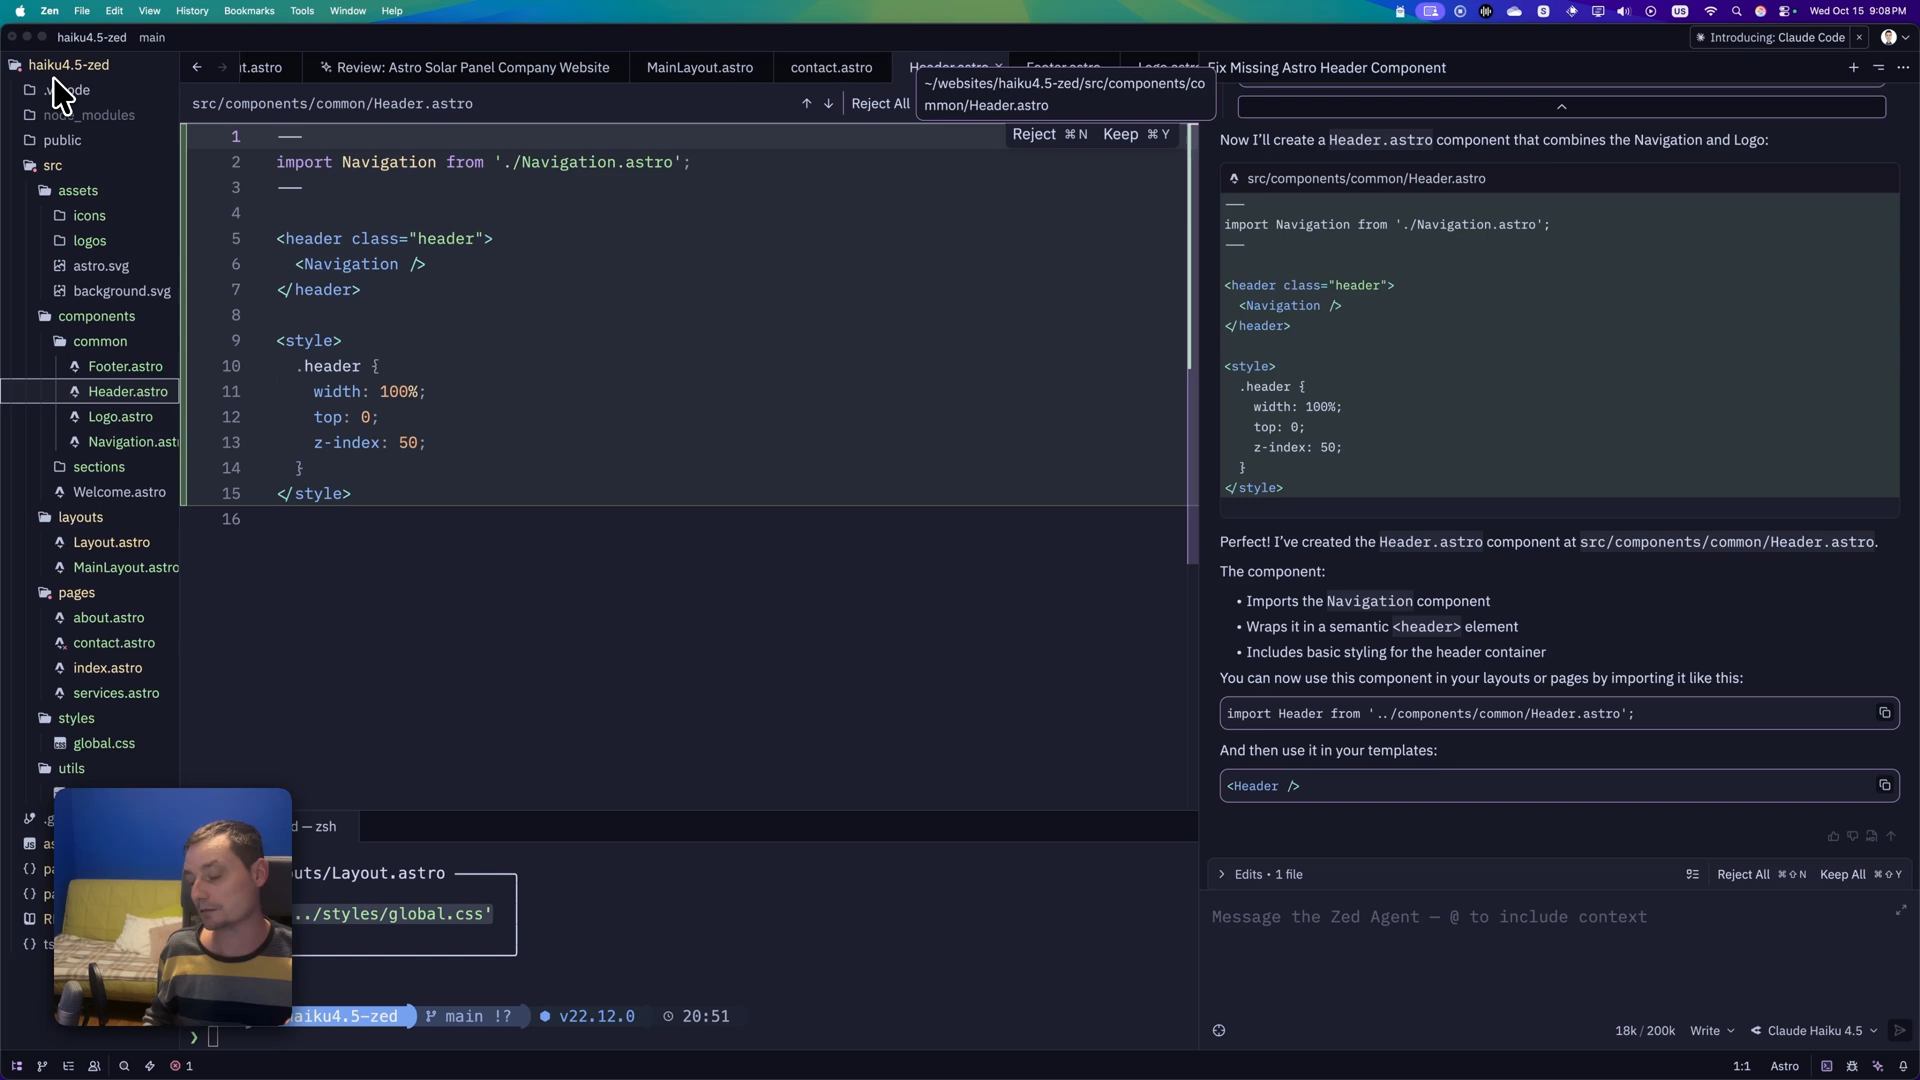 Zen File Edit View History Bookmarks Tools Window Help
S US Wed Oct 15 9:08PM
haiku4.5-zed main
Introducing: Claude Code ×
haiku4.5-zed
node_modules
public
src
assets
icons
logos
astro.svg
background.svg
components
common
Footer.astro
Header.astro
Logo.astro
Navigation.ast
sections
Welcome.astro
layouts
Layout.astro
MainLayout.astro
pages
about.astro
contact.astro
index.astro
services.astro
styles
global.css
utils
t.astro Review: Astro Solar Panel Company Website MainLayout.astro contact.astro
~/websites/haiku4.5-zed/src/components/co
mmon/Header.astro
src/components/common/Header.astro
Reject All
Reject ⌘N Keep ⌘Y
1 ---
2 import Navigation from './Navigation.astro';
3 ---
4
5 <header class="header">
6 <Navigation />
7 </header>
8
9 <style>
10 .header {
11 width: 100%;
12 top: 0;
13 z-index: 50;
14 }
15 </style>
16
d — zsh
uts/Layout.astro
../styles/global.css'
aiku4.5-zed main !? v22.12.0 20:51
❯
Fix Missing Astro Header Component
Now I'll create a Header.astro component that combines the Navigation and Logo:
src/components/common/Header.astro
---
import Navigation from './Navigation.astro';
---
<header class="header">
<Navigation />
</header>
<style>
.header {
width: 100%;
top: 0;
z-index: 50;
}
</style>
Perfect! I've created the Header.astro component at src/components/common/Header.astro.
The component:
• Imports the Navigation component
• Wraps it in a semantic <header> element
• Includes basic styling for the header container
You can now use this component in your layouts or pages by importing it like this:
import Header from '../components/common/Header.astro';
And then use it in your templates:
<Header />
Edits • 1 file
Reject All ⌘⇧N Keep All ⌘⇧Y
Message the Zed Agent — @ to include context
18k / 200k Write Claude Haiku 4.5
1 1:1 Astro